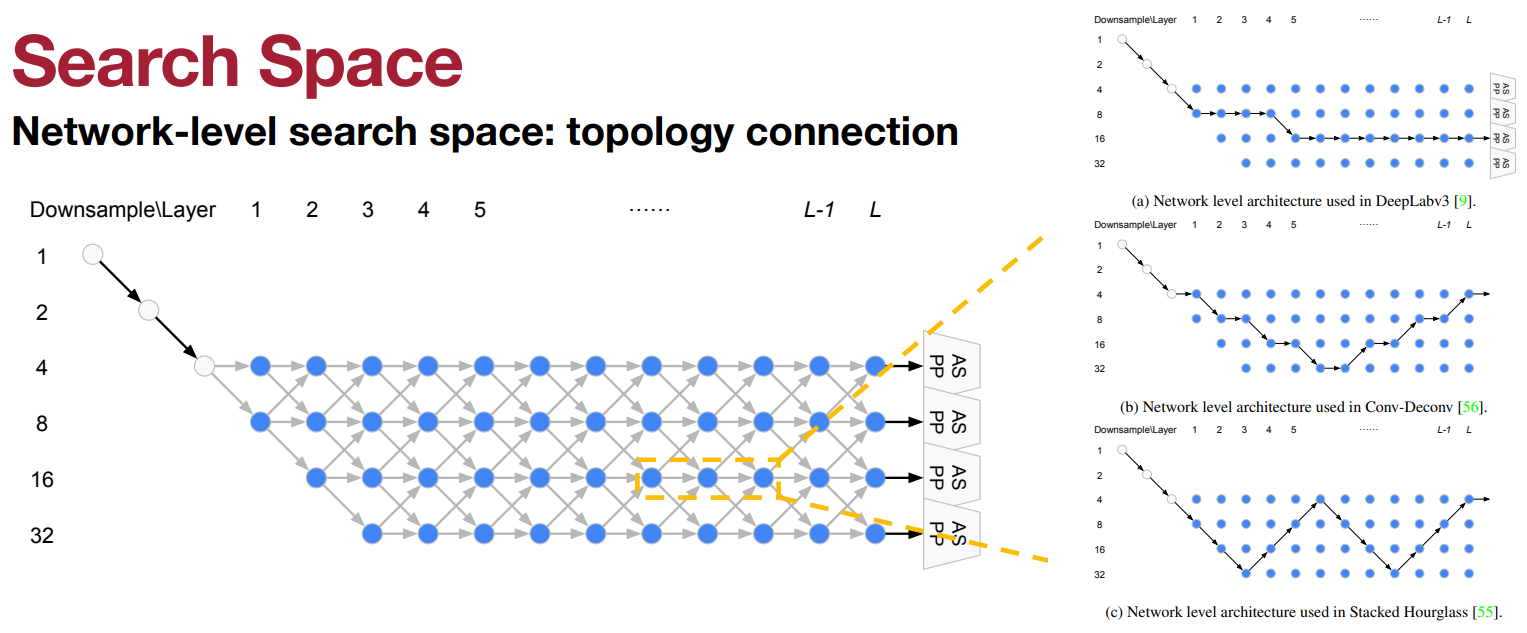 Search Space
Network-level search space: topology connection
Downsample\Layer 1 2 3 4 5 ...... L-1 L
1
2
4
8
16
32
ASPP
ASPP
ASPP
ASPP
Downsample\Layer 1 2 3 4 5 ...... L-1 L
1
2
4
8
16
32
ASPP
ASPP
ASPP
ASPP
(a) Network level architecture used in DeepLabv3 [9].
Downsample\Layer 1 2 3 4 5 ...... L-1 L
1
2
4
8
16
32
(b) Network level architecture used in Conv-Deconv [56].
Downsample\Layer 1 2 3 4 5 ...... L-1 L
1
2
4
8
16
32
(c) Network level architecture used in Stacked Hourglass [55].